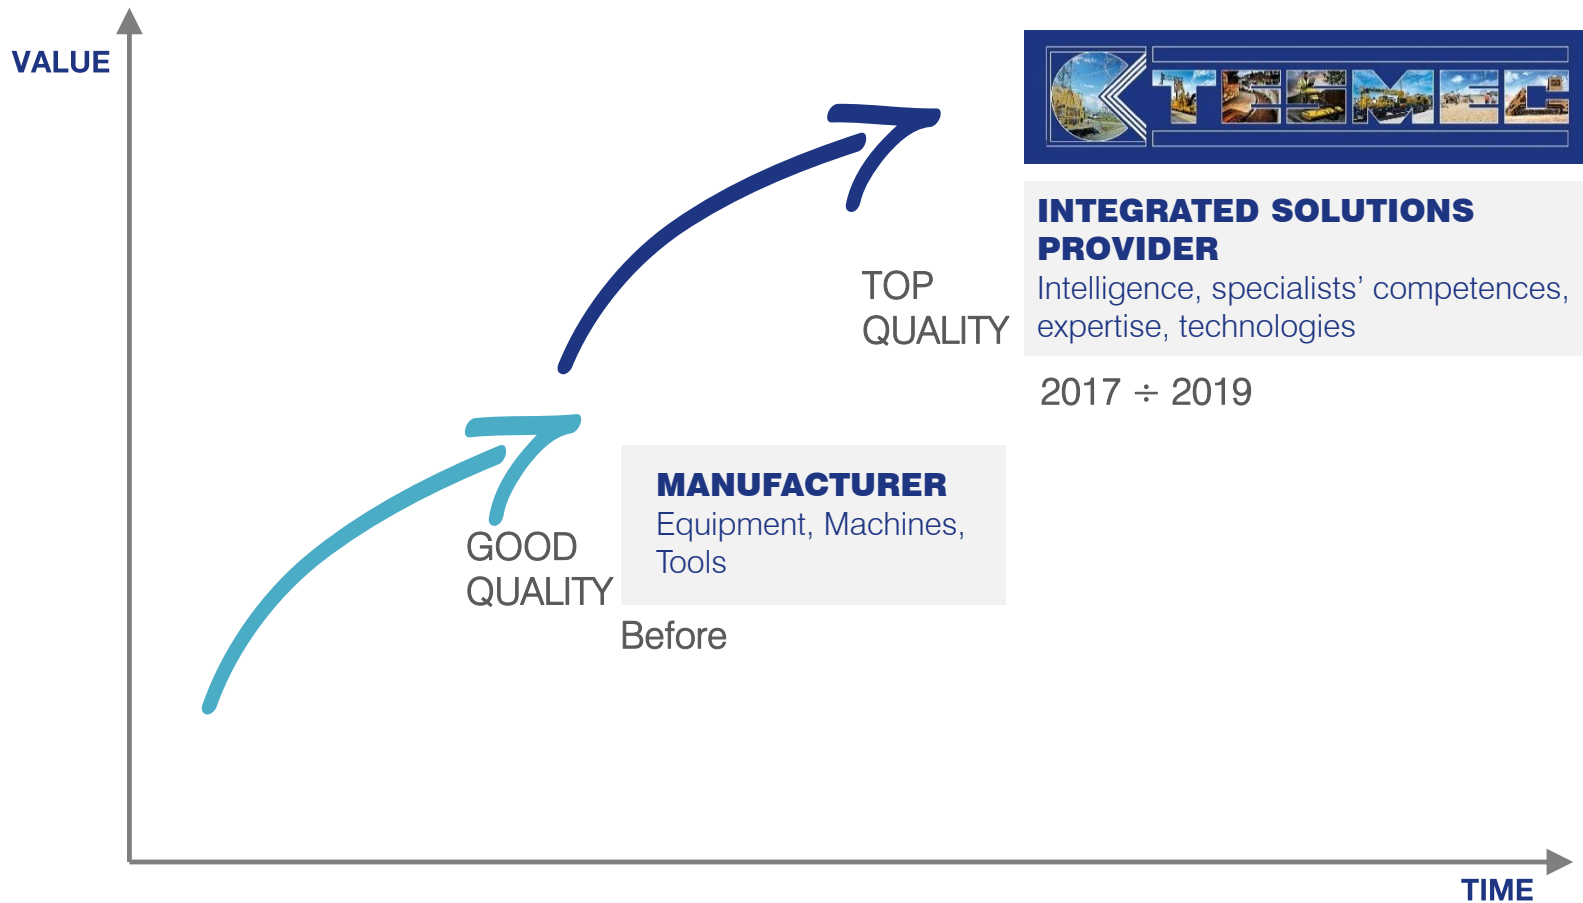 VALUE
TESMEC
INTEGRATED SOLUTIONS
PROVIDER
Intelligence, specialists’ competences,
expertise, technologies
2017 ÷ 2019
TOP
QUALITY
MANUFACTURER
Equipment, Machines,
Tools
GOOD
QUALITY
Before
TIME